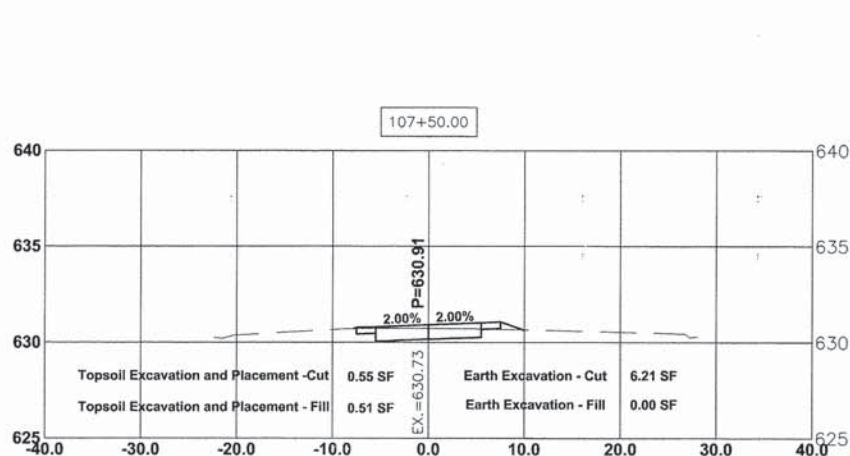 107+50.00
640 640
635 635
P=630.91
2.00% 2.00%
630 630
EX.=630.73
Topsoil Excavation and Placement -Cut 0.55 SF Earth Excavation - Cut 6.21 SF
Topsoil Excavation and Placement - Fill 0.51 SF Earth Excavation - Fill 0.00 SF
625 625
-40.0 -30.0 -20.0 -10.0 0.0 10.0 20.0 30.0 40.0